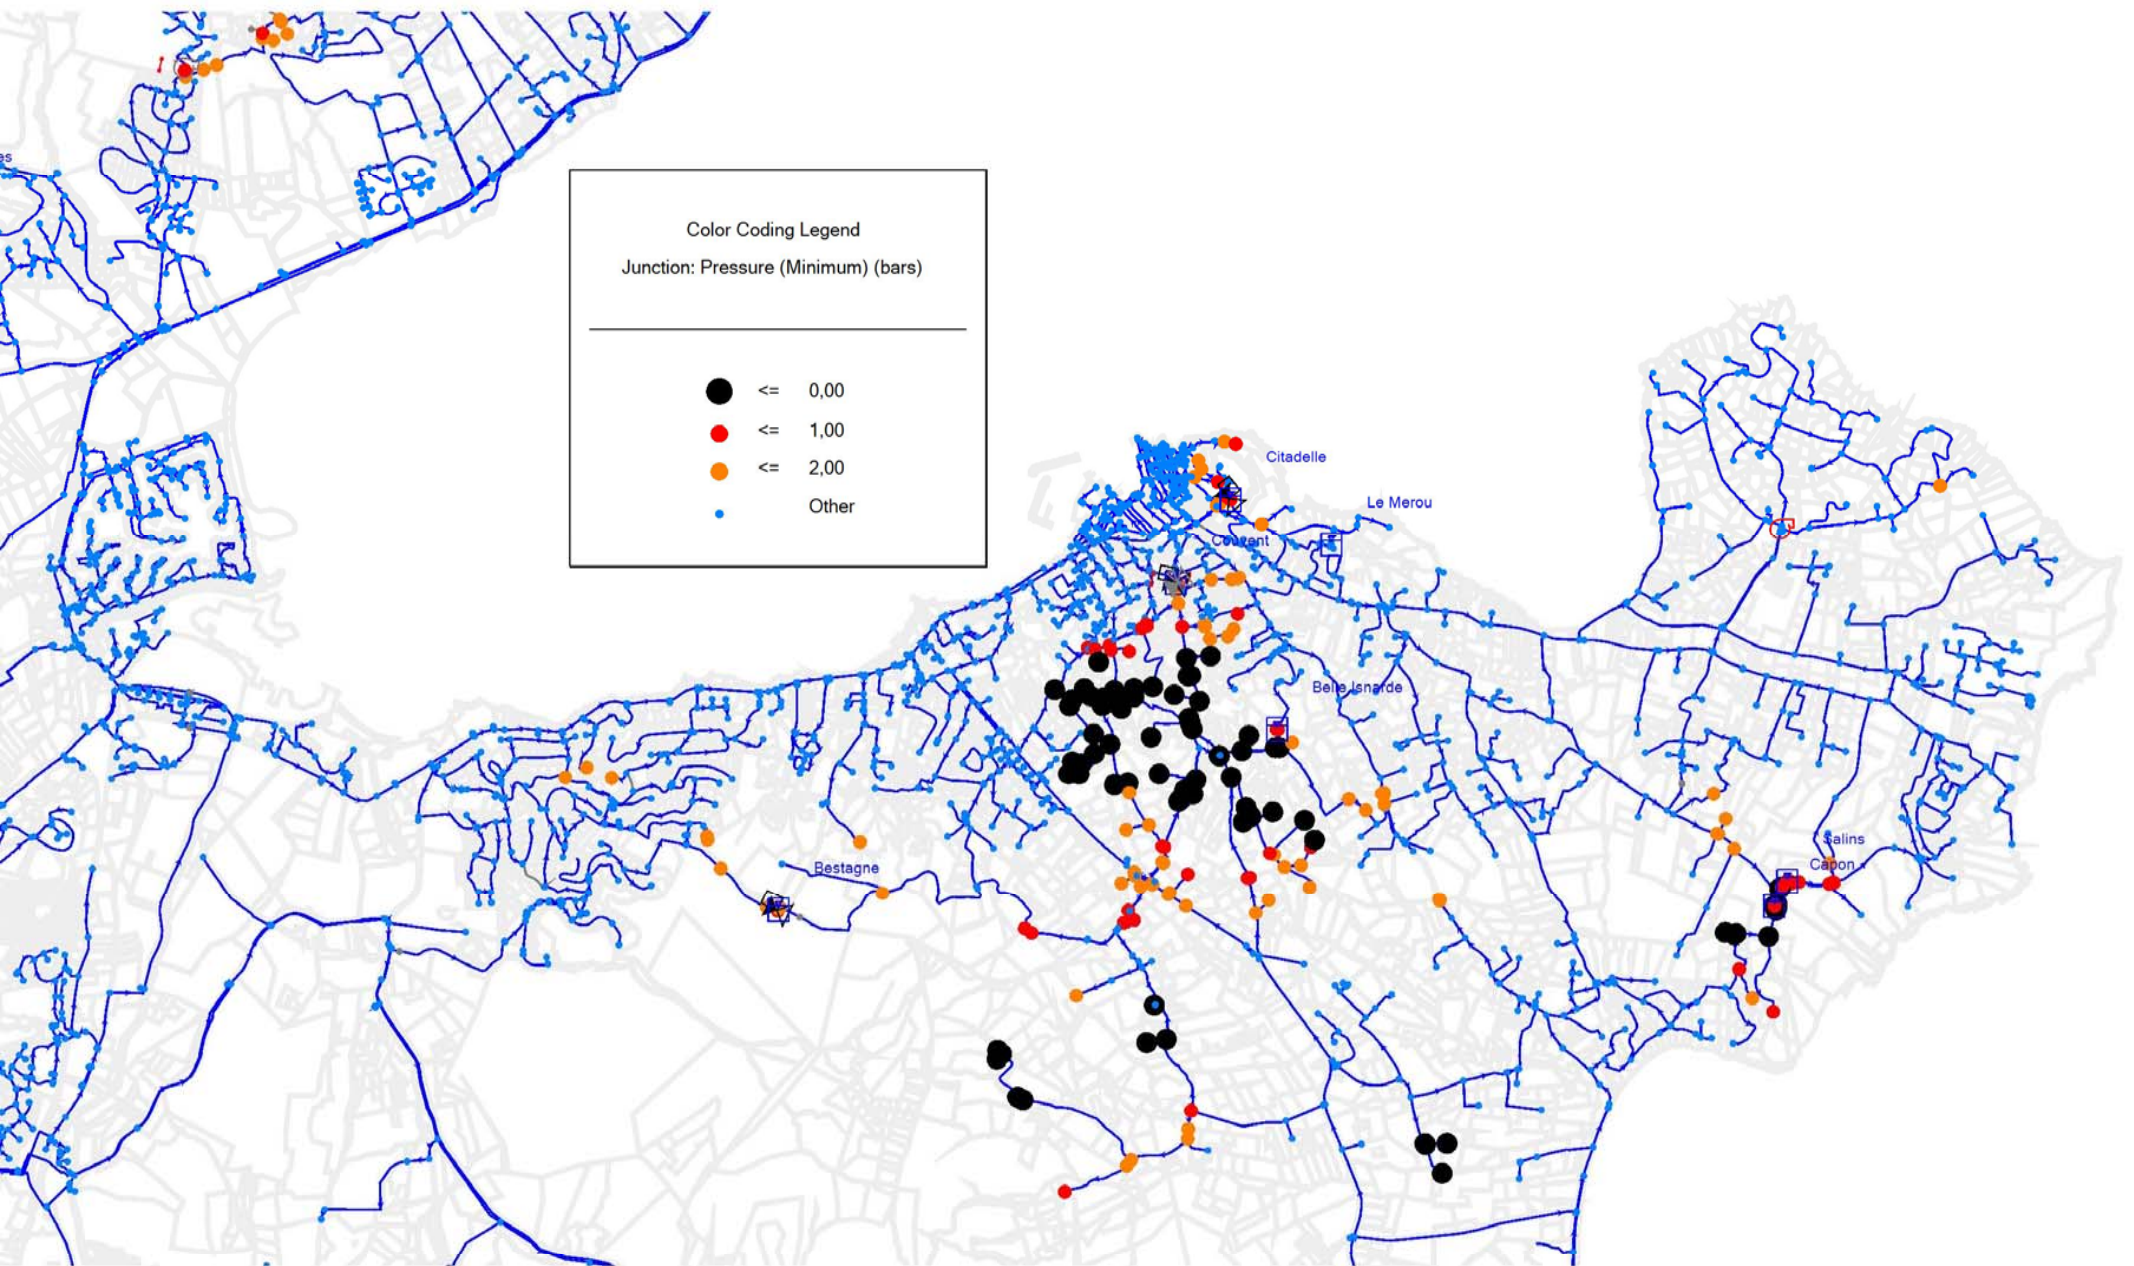 es
Color Coding Legend
Junction: Pressure (Minimum) (bars)
<= 0,00
<= 1,00
<= 2,00
Other
Citadelle
Le Merou
Couvent
Belle Isnarde
Salins
Capon
Bestagne